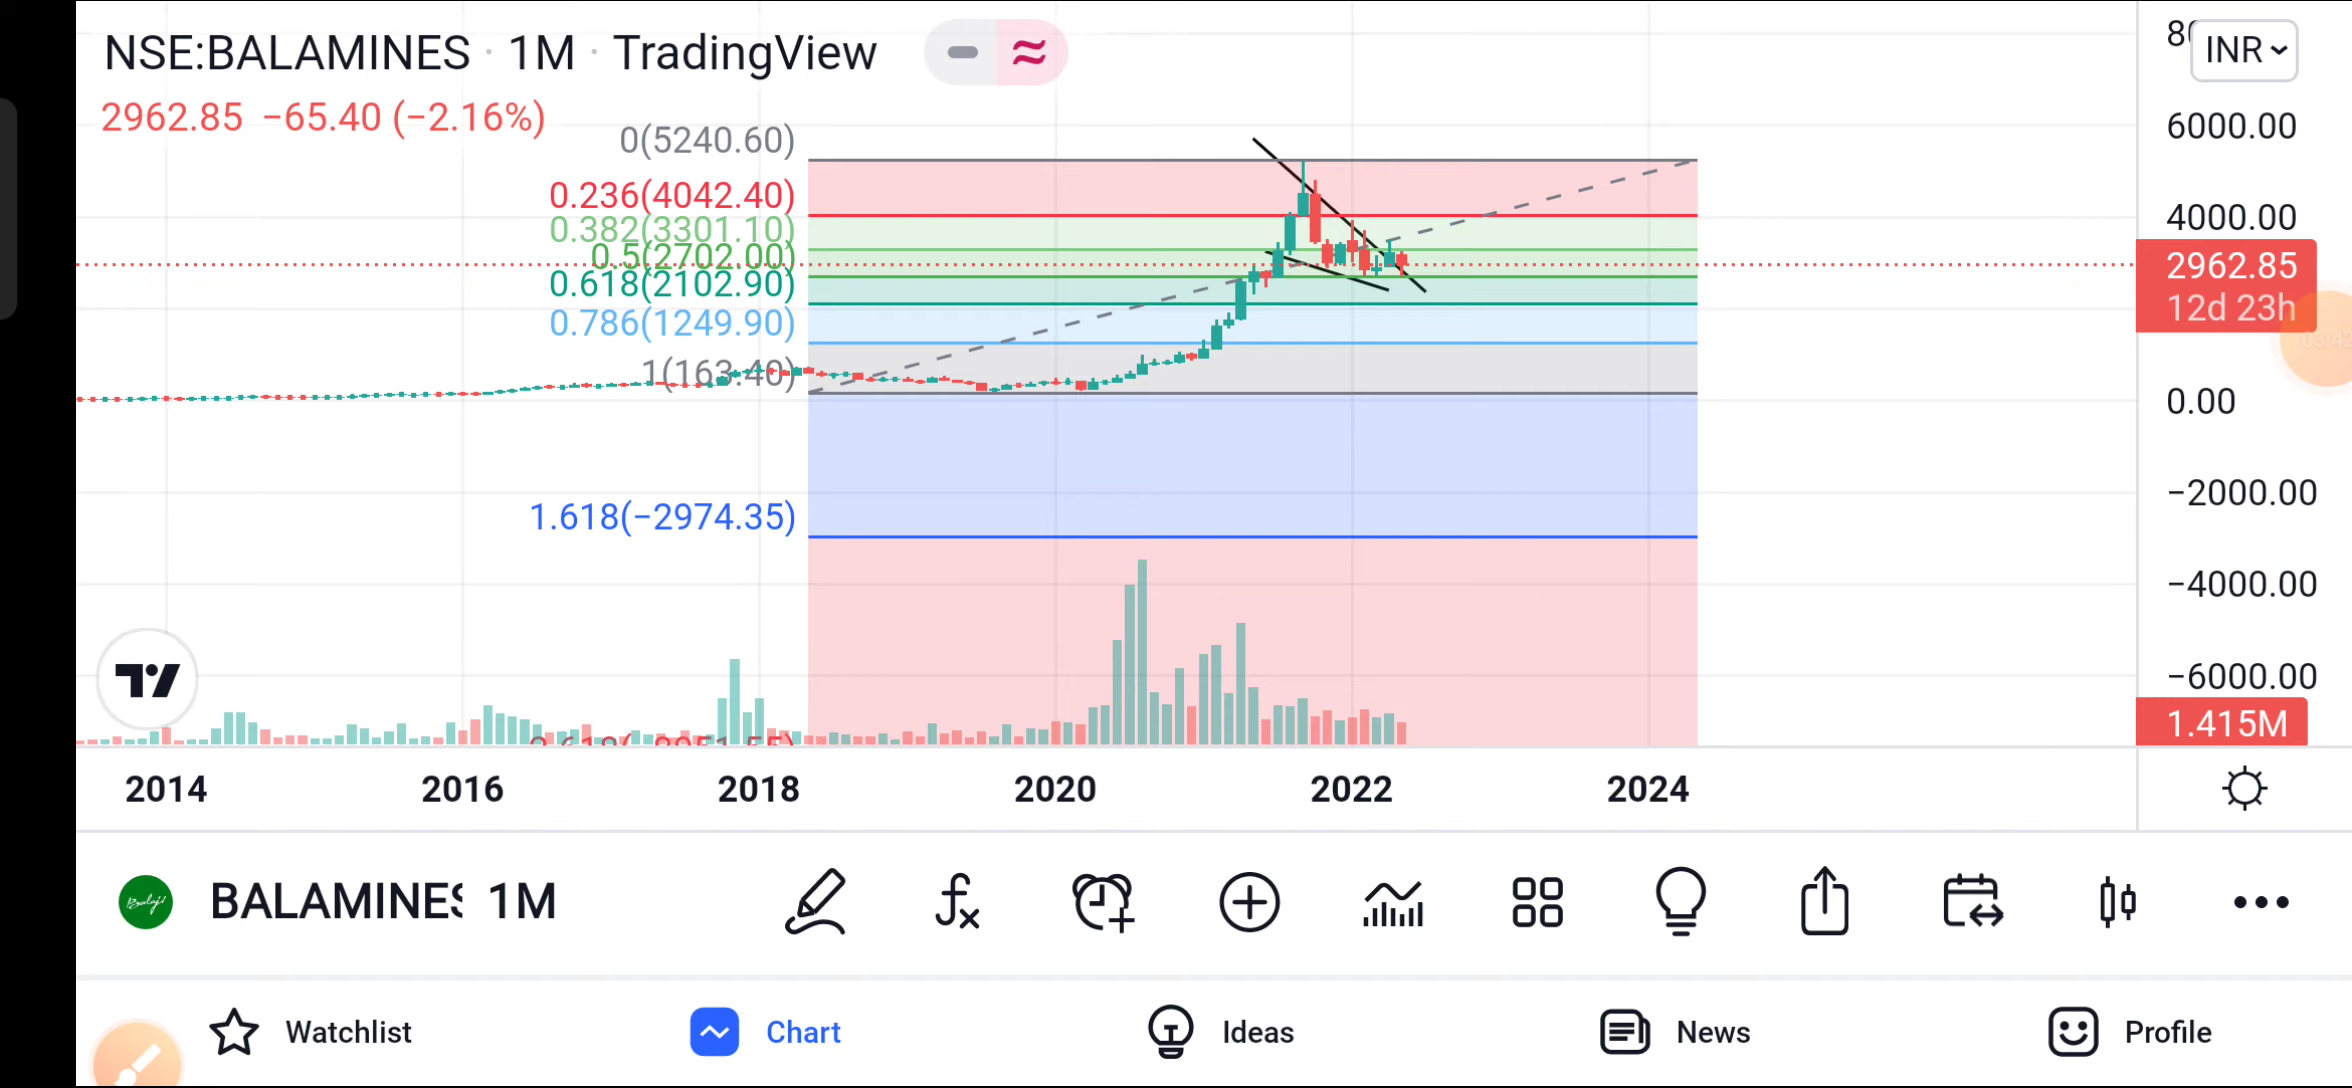 NSE:BALAMINES · 1M · TradingView
INR
2962.85 −65.40 (−2.16%)
0(5240.60)
0.236(4042.40)
0.382(3301.10)
0.5(2702.00)
0.618(2102.90)
0.786(1249.90)
1(163.40)
1.618(−2974.35)
6000.00
4000.00
2962.85
12d 23h
03:42
0.00
−2000.00
−4000.00
−6000.00
1.415M
2014 2016 2018 2020 2022 2024
BALAMINES 1M
Watchlist Chart Ideas News Profile